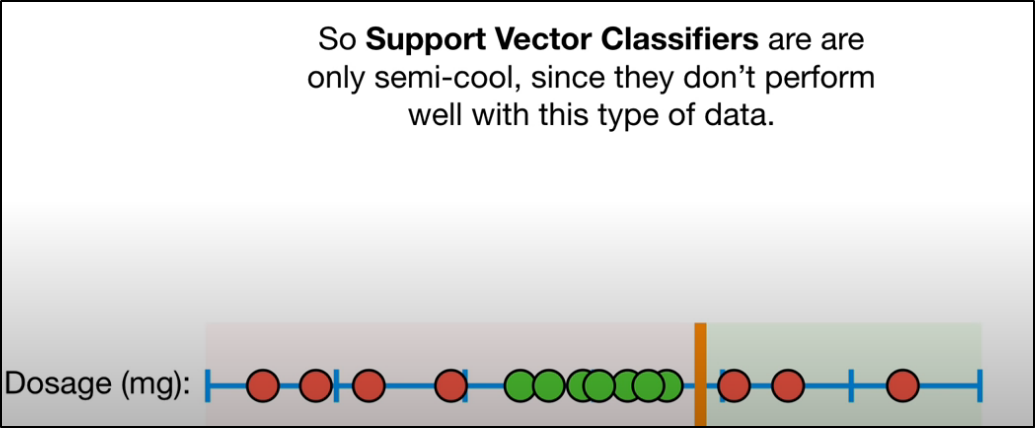 So Support Vector Classifiers are are
only semi-cool, since they don’t perform
well with this type of data.
Dosage (mg):